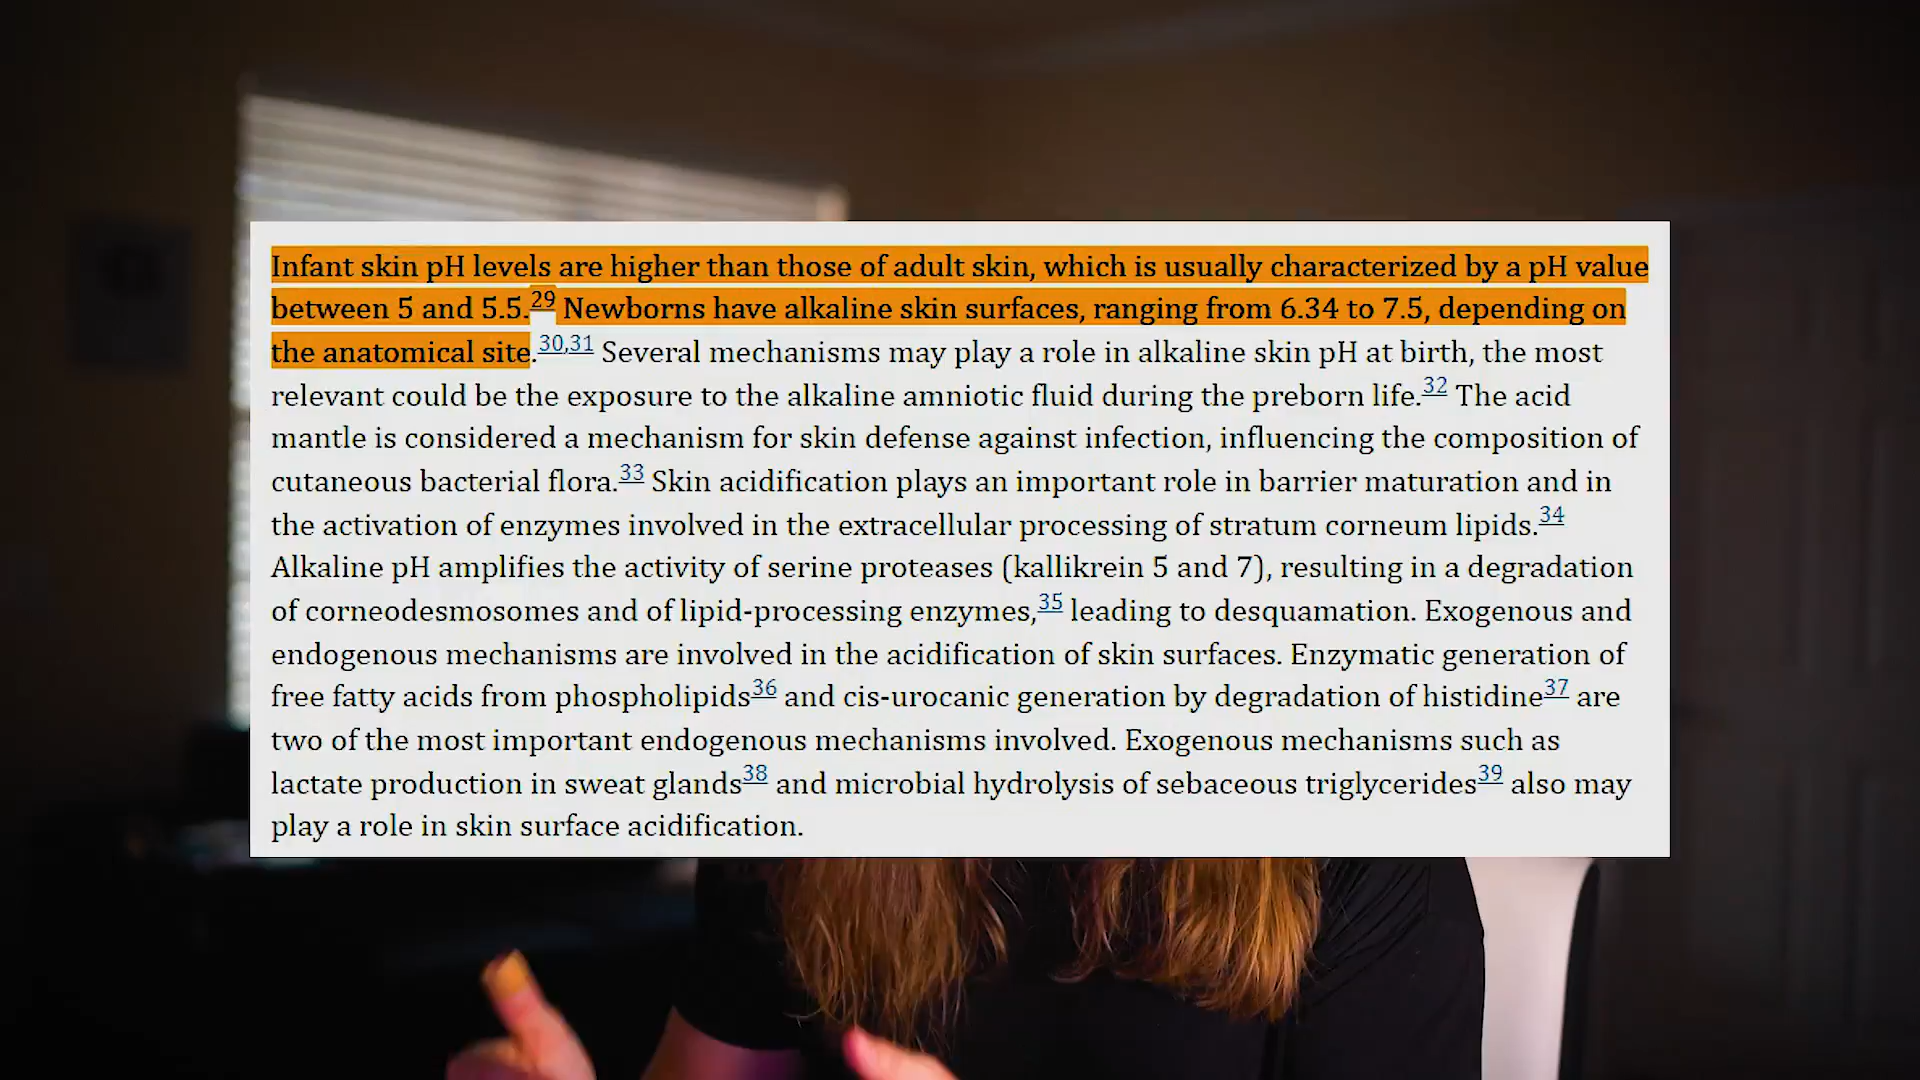 Infant skin pH levels are higher than those of adult skin, which is usually characterized by a pH value
between 5 and 5.5.29 Newborns have alkaline skin surfaces, ranging from 6.34 to 7.5, depending on
the anatomical site.30,31 Several mechanisms may play a role in alkaline skin pH at birth, the most
relevant could be the exposure to the alkaline amniotic fluid during the preborn life.32 The acid
mantle is considered a mechanism for skin defense against infection, influencing the composition of
cutaneous bacterial flora.33 Skin acidification plays an important role in barrier maturation and in
the activation of enzymes involved in the extracellular processing of stratum corneum lipids.34
Alkaline pH amplifies the activity of serine proteases (kallikrein 5 and 7), resulting in a degradation
of corneodesmosomes and of lipid-processing enzymes,35 leading to desquamation. Exogenous and
endogenous mechanisms are involved in the acidification of skin surfaces. Enzymatic generation of
free fatty acids from phospholipids36 and cis-urocanic generation by degradation of histidine37 are
two of the most important endogenous mechanisms involved. Exogenous mechanisms such as
lactate production in sweat glands38 and microbial hydrolysis of sebaceous triglycerides39 also may
play a role in skin surface acidification.